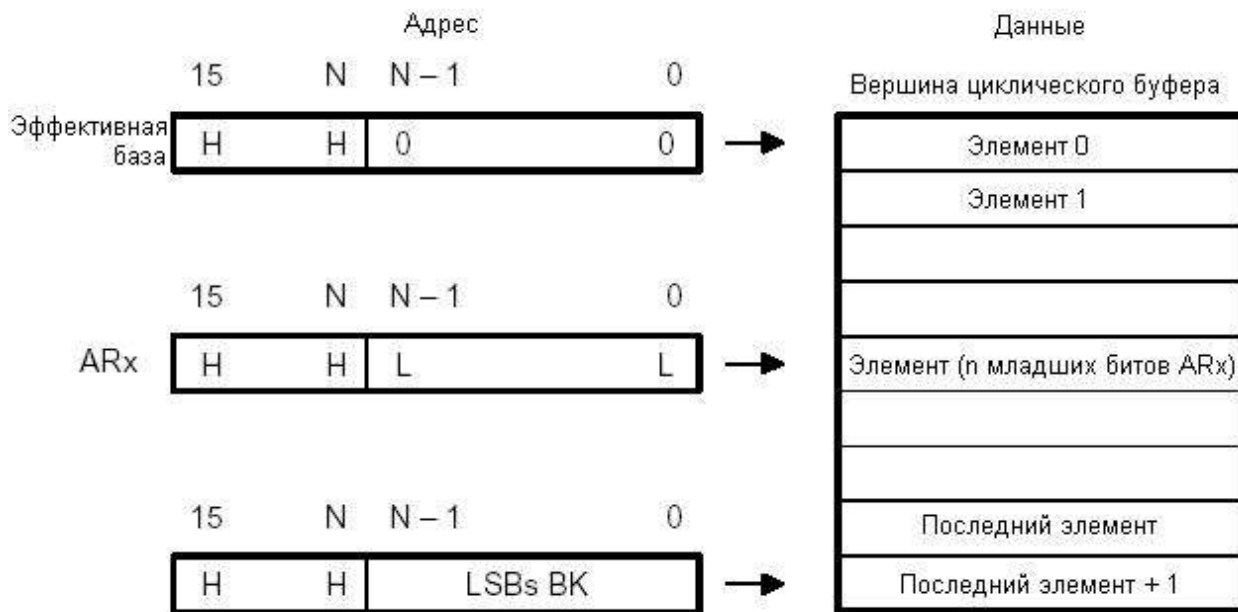 Адрес
Данные
15 N N – 1 0
Вершина циклического буфера
Эффективная
база
H H 0 0
Элемент 0
Элемент 1
15 N N – 1 0
ARx
H H L L
Элемент (n младших битов ARx)
15 N N – 1 0
Последний элемент
H H LSBs BK
Последний элемент + 1